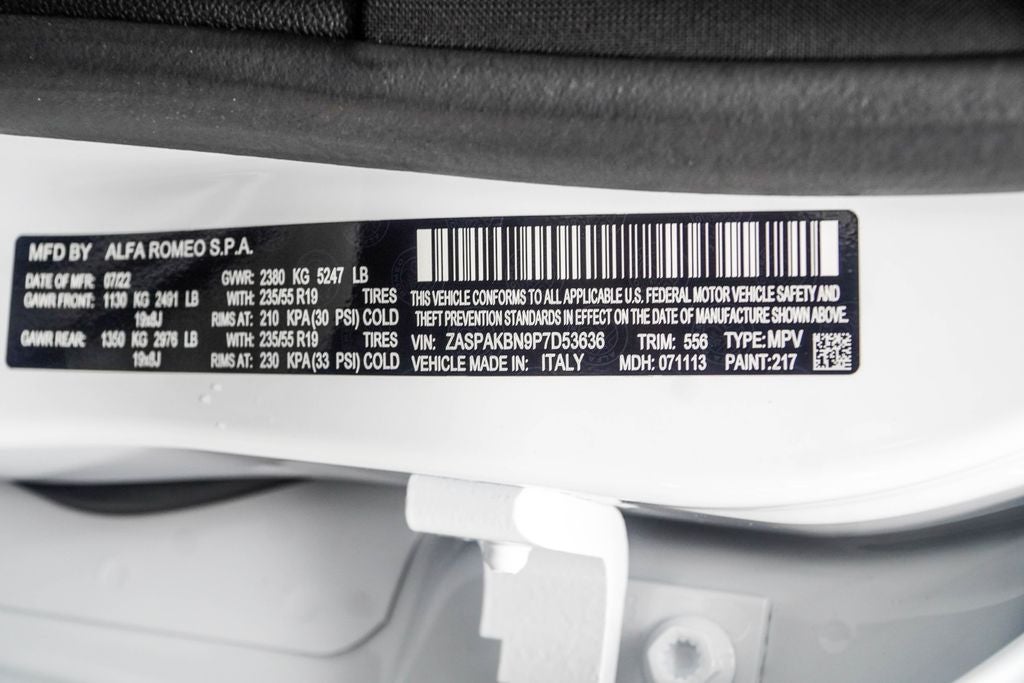 MFD BY ALFA ROMEO S.P.A.
DATE OF MFR: 07/22 GVWR: 2380 KG 5247 LB
GAWR FRONT: 1130 KG 2491 LB WITH: 235/55 R19 TIRES
19x8J RIMS AT: 210 KPA(30 PSI) COLD
GAWR REAR: 1350 KG 2976 LB WITH: 235/55 R19 TIRES
19x8J RIMS AT: 230 KPA(33 PSI) COLD
THIS VEHICLE CONFORMS TO ALL APPLICABLE U.S. FEDERAL MOTOR VEHICLE SAFETY AND
THEFT PREVENTION STANDARDS IN EFFECT ON THE DATE OF MANUFACTURE SHOWN ABOVE.
VIN: ZASPAKBN9P7D53636 TRIM: 556 TYPE: MPV
VEHICLE MADE IN: ITALY MDH: 071113 PAINT:217